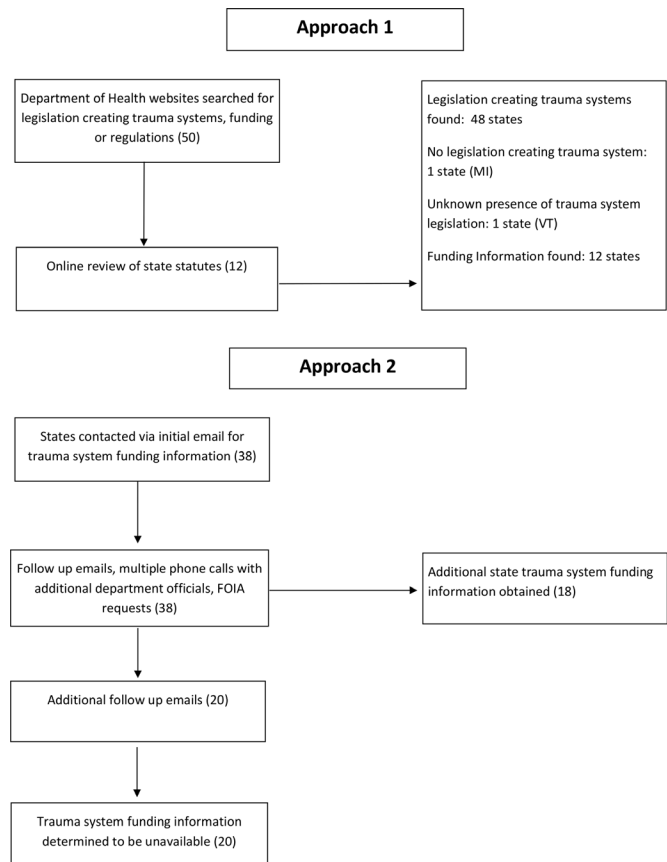 Approach 1
Department of Health websites searched for
legislation creating trauma systems, funding
or regulations (50)
Online review of state statutes (12)
Legislation creating trauma systems
found:  48 states
No legislation creating trauma system:
1 state (MI)
Unknown presence of trauma system
legislation: 1 state (VT)
Funding Information found: 12 states
Approach 2
States contacted via initial email for
trauma system funding information (38)
Follow up emails, multiple phone calls with
additional department officials, FOIA
requests (38)
Additional state trauma system funding
information obtained (18)
Additional follow up emails (20)
Trauma system funding information
determined to be unavailable (20)